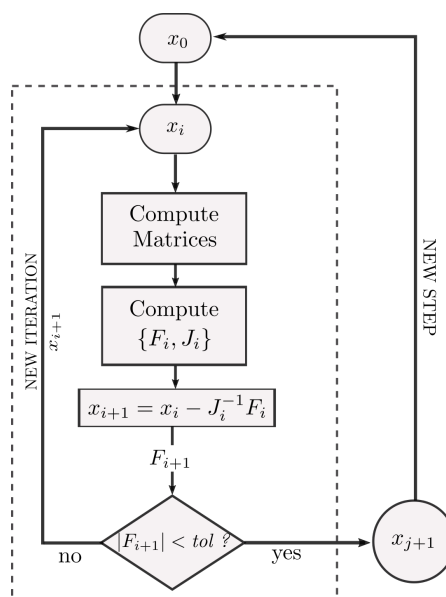 x_0
x_i
Compute
Matrices
Compute
{F_i, J_i}
x_{i+1} = x_i − J_i^{−1} F_i
F_{i+1}
|F_{i+1}| < tol ?
no
yes
x_{j+1}
NEW ITERATION
x_{i+1}
NEW STEP